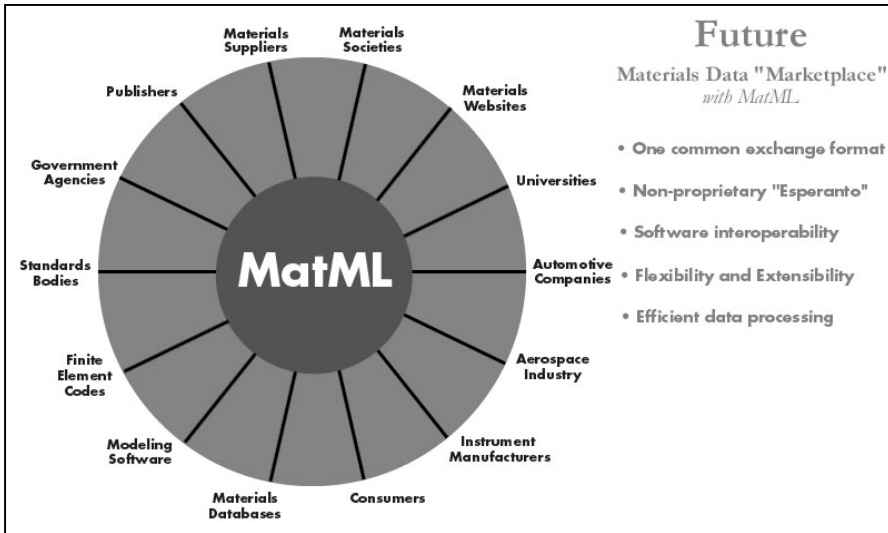 Materials
Suppliers
Materials
Societies
Materials
Websites
Universities
Automotive
Companies
Aerospace
Industry
Instrument
Manufacturers
Consumers
Materials
Databases
Modeling
Software
Finite
Element
Codes
Standards
Bodies
Government
Agencies
Publishers
MatML
Future
Materials Data "Marketplace"
with MatML
• One common exchange format
• Non-proprietary "Esperanto"
• Software interoperability
• Flexibility and Extensibility
• Efficient data processing